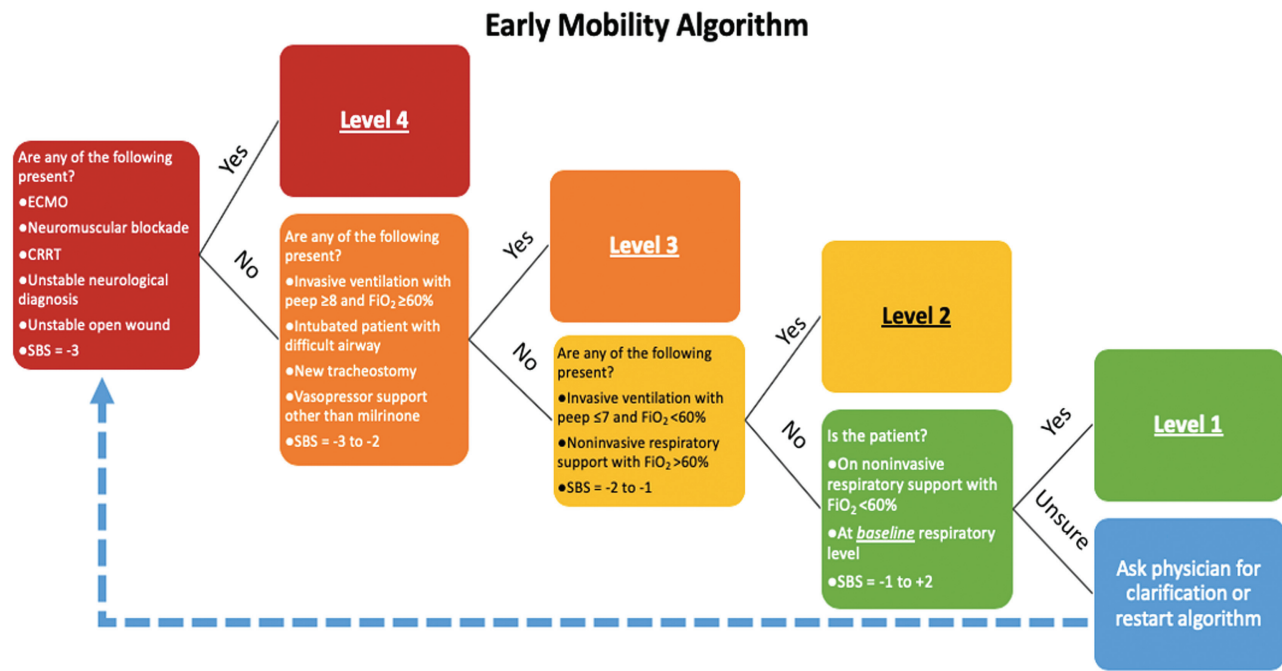 Early Mobility Algorithm
Are any of the following
present?
●ECMO
●Neuromuscular blockade
●CRRT
●Unstable neurological
diagnosis
●Unstable open wound
●SBS = -3
Yes
No
Level 4
Are any of the following
present?
●Invasive ventilation with
peep ≥8 and FiO₂ ≥60%
●Intubated patient with
difficult airway
●New tracheostomy
●Vasopressor support
other than milrinone
●SBS = -3 to -2
Yes
No
Level 3
Are any of the following
present?
●Invasive ventilation with
peep ≤7 and FiO₂ <60%
●Noninvasive respiratory
support with FiO₂ >60%
●SBS = -2 to -1
Yes
No
Level 2
Is the patient?
●On noninvasive
respiratory support with
FiO₂ <60%
●At baseline respiratory
level
●SBS = -1 to +2
Yes
Unsure
Level 1
Ask physician for
clarification or
restart algorithm